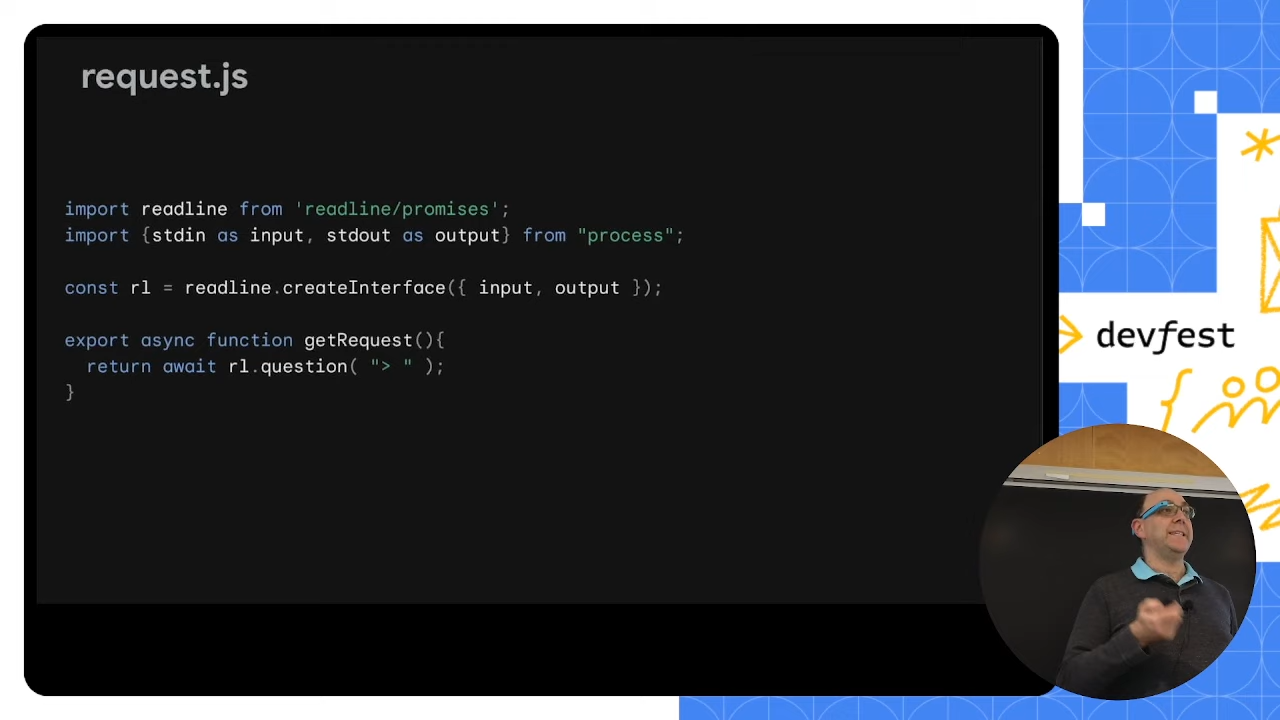 request.js
import readline from 'readline/promises';
import {stdin as input, stdout as output} from "process";
const rl = readline.createInterface({ input, output });
export async function getRequest(){
  return await rl.question( "> " );
}
devfest